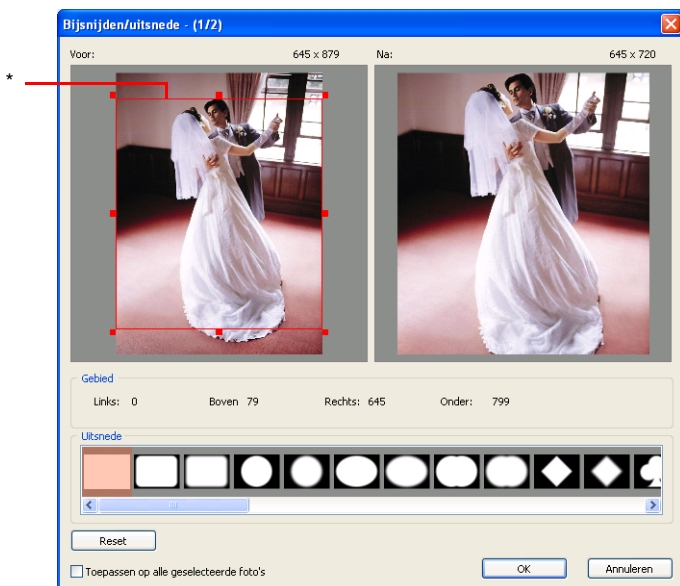 Bijsnijden/uitsnede - (1/2)
Voor: 645 x 879 Na: 645 x 720
*
Gebied
Links: 0 Boven 79 Rechts: 645 Onder: 799
Uitsnede
Reset
Toepassen op alle geselecteerde foto's
OK Annuleren